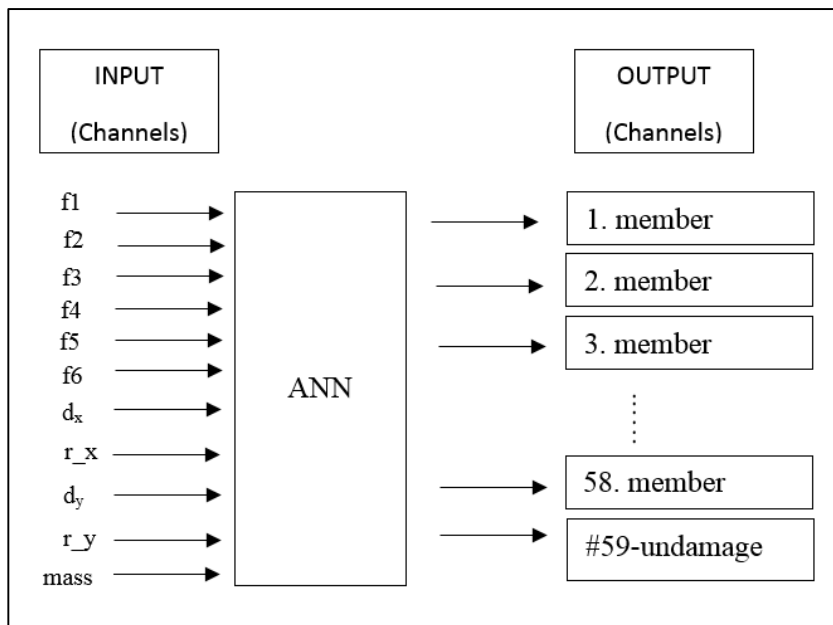 INPUT
(Channels)
OUTPUT
(Channels)
f1
f2
f3
f4
f5
f6
dₓ
r_x
dᵧ
r_y
mass
ANN
1. member
2. member
3. member
58. member
#59-undamage